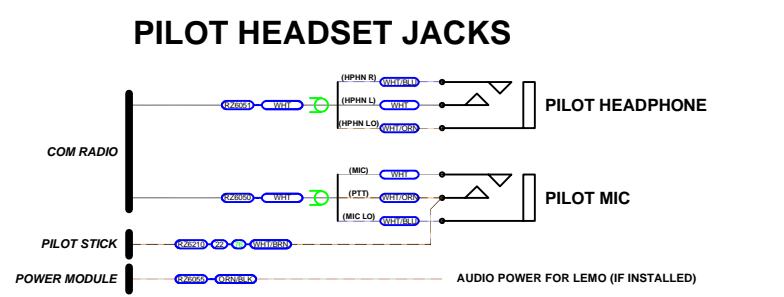 PILOT HEADSET JACKS
(HPHN R) WHT/BLU
RZ6051 WHT (HPHN L) WHT PILOT HEADPHONE
(HPHN LO) WHT/ORN
COM RADIO
(MIC) WHT
RZ6050 WHT (PTT) WHT/ORN PILOT MIC
(MIC LO) WHT/BLU
PILOT STICK RZ6210 22 WHT/BRN
POWER MODULE RZ6055 ORN/BLK AUDIO POWER FOR LEMO (IF INSTALLED)